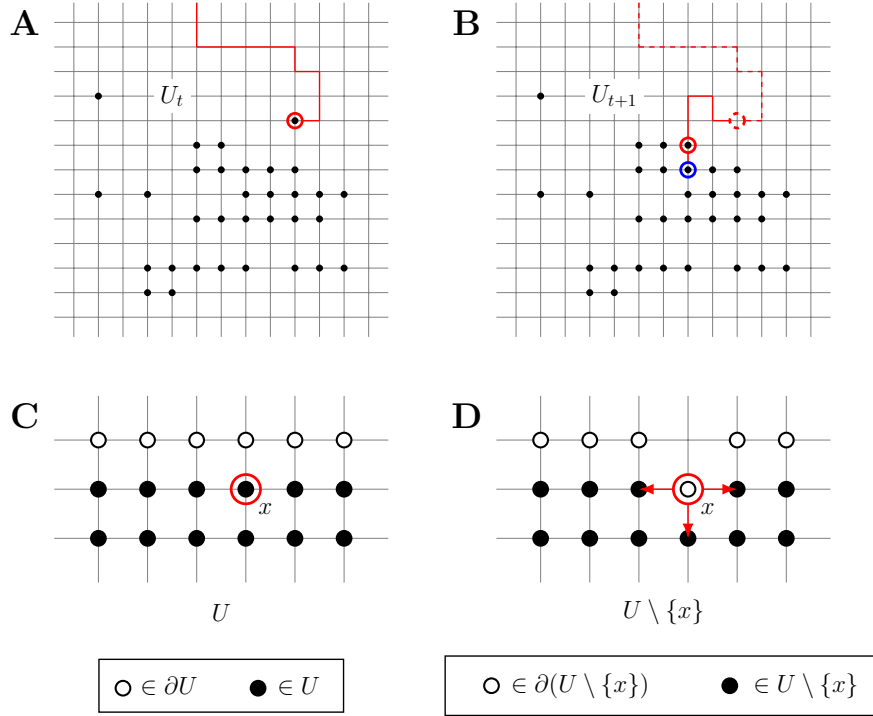 A
B
U_t
U_{t+1}
C
D
x
x
U
U \ {x}
∈ ∂U ∈ U
∈ ∂(U \ {x}) ∈ U \ {x}